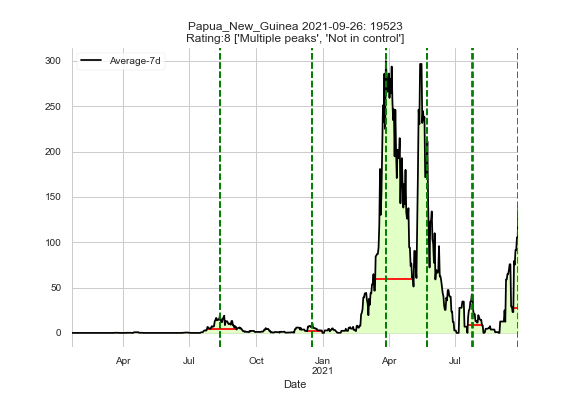 Papua_New_Guinea 2021-09-26: 19523
Rating:8 ['Multiple peaks', 'Not in control']
Average-7d
300
250
200
150
100
50
0
Apr
Jul
Oct
Jan
2021
Apr
Jul
Date